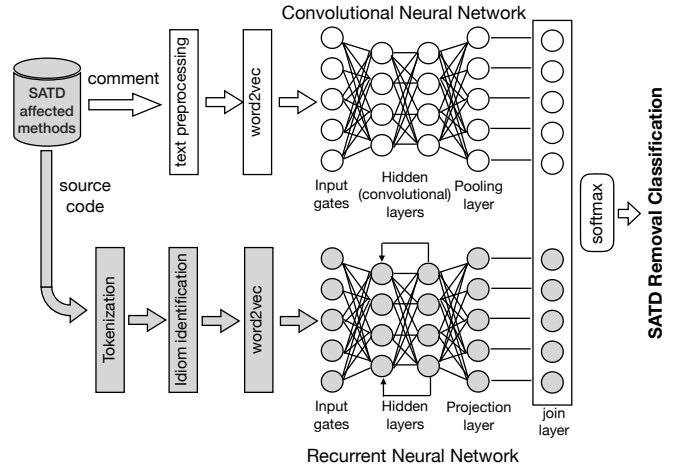 Convolutional Neural Network
SATD
affected
methods
comment
text preprocessing
word2vec
Input
gates
Hidden
(convolutional)
layers
Pooling
layer
source
code
Tokenization
Idiom identification
word2vec
Input
gates
Hidden
layers
Projection
layer
join
layer
Recurrent Neural Network
softmax
SATD Removal Classification